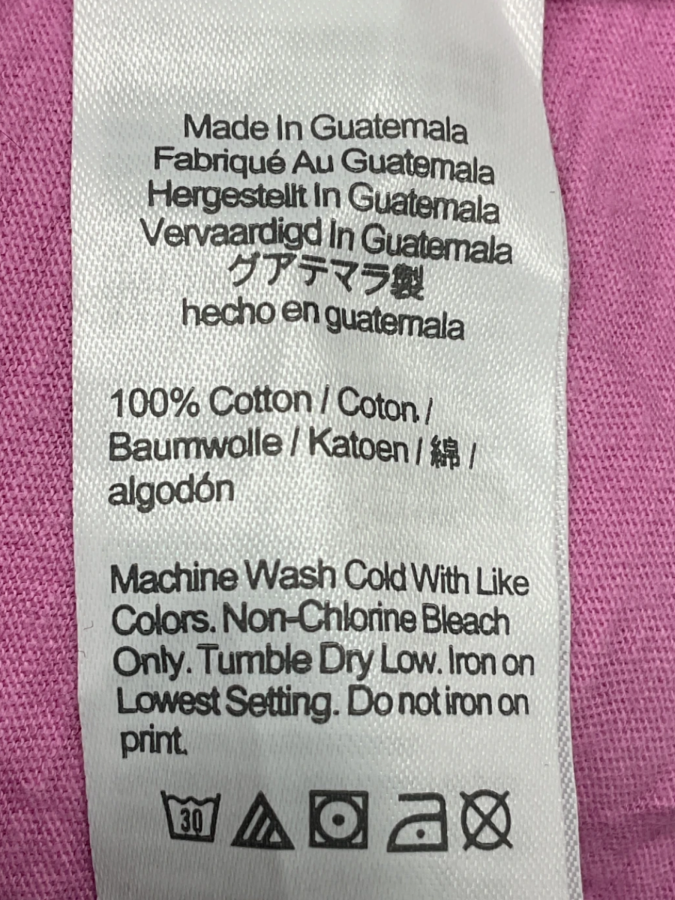 Made In Guatemala
Fabriqué Au Guatemala
Hergestellt In Guatemala
Vervaardigd In Guatemala
グアテマラ製
hecho en guatemala
100% Cotton / Coton /
Baumwolle / Katoen / 綿 /
algodón
Machine Wash Cold With Like
Colors. Non-Chlorine Bleach
Only. Tumble Dry Low. Iron on
Lowest Setting. Do not iron on
print.
30